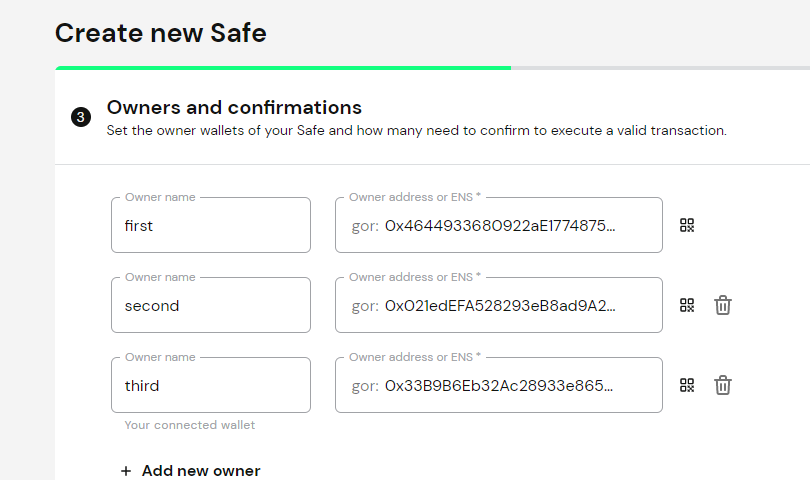 Create new Safe
3
Owners and confirmations
Set the owner wallets of your Safe and how many need to confirm to execute a valid transaction.
Owner name
Owner address or ENS *
first
gor: 0x4644933680922aE1774875...
Owner name
Owner address or ENS *
second
gor: 0x021edEFA528293eB8ad9A2...
Owner name
Owner address or ENS *
third
gor: 0x33B9B6Eb32Ac28933e865...
Your connected wallet
+ Add new owner